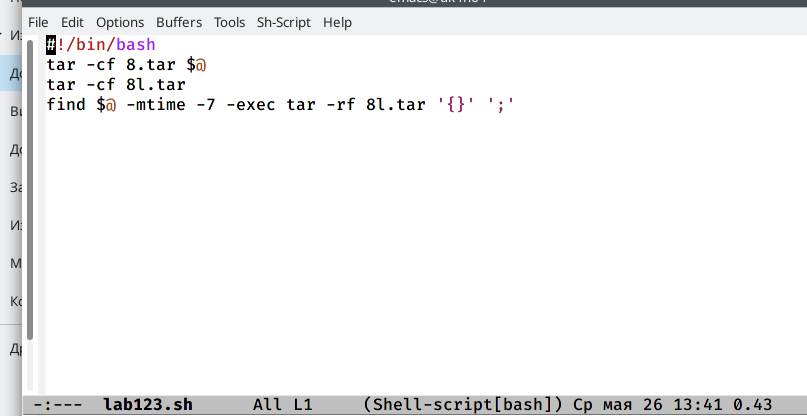 File Edit Options Buffers Tools Sh-Script Help
#!/bin/bash
tar -cf 8.tar $@
tar -cf 8l.tar
find $@ -mtime -7 -exec tar -rf 8l.tar '{}' ';'
-:--- lab123.sh All L1 (Shell-script[bash]) Ср мая 26 13:41 0.43